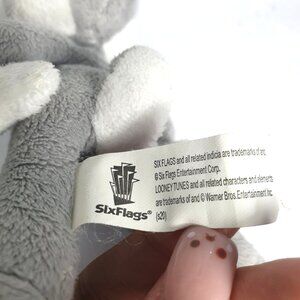 SIX FLAGS and all related indicia are trademarks of and
© Six Flags Entertainment Corp.
LOONEY TUNES and all related characters and elements
are trademarks of and © Warner Bros. Entertainment Inc.
(s20)
SixFlags®